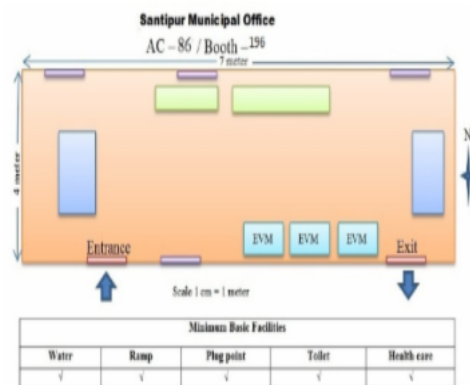 Santipur Municipal Office
AC – 86 / Booth – 196
7 meter
4 meter
N
EVM EVM EVM
Entrance Exit
Scale 1 cm = 1 meter
Minimum Basic Facilities
Water Ramp Plug point Toilet Health care
√ √ √ √ √